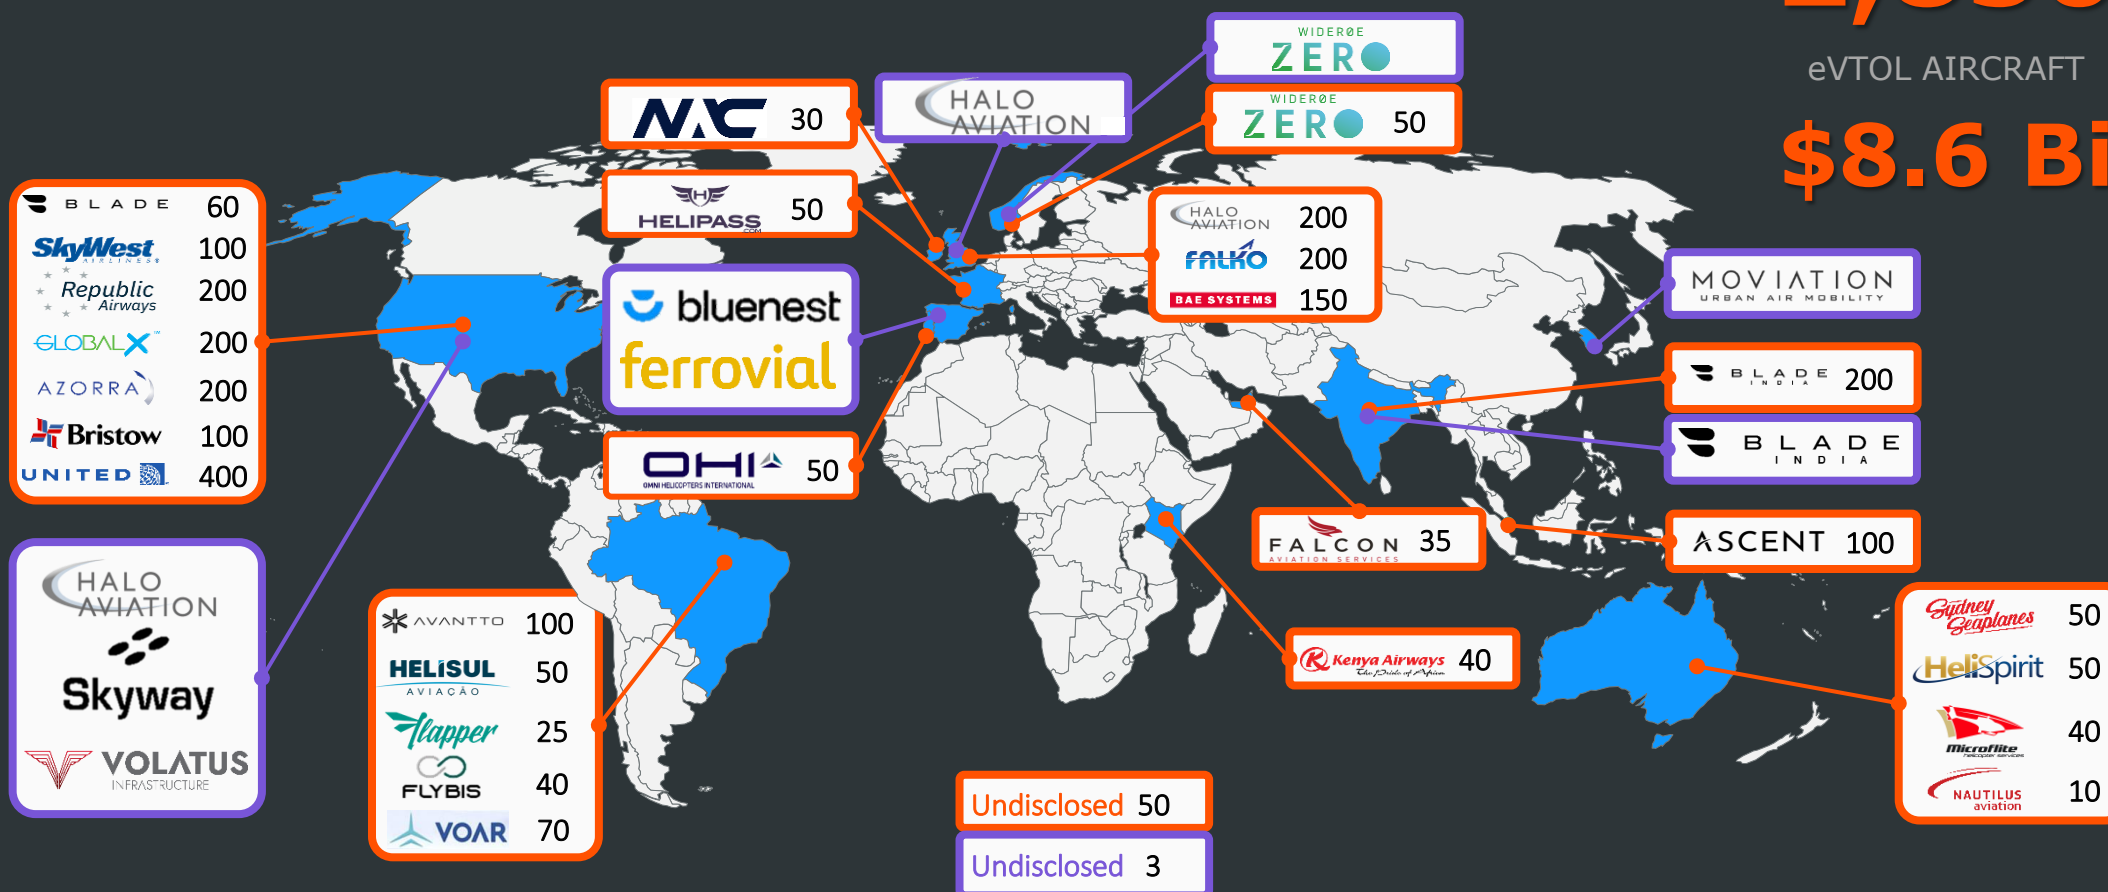 eVTOL AIRCRAFT
$8.6 Bi
WIDERØE
ZERO
WIDERØE
ZERO 50
NAC 30
HALO
AVIATION
HELIPASS 50
.COM
BLADE 60
SkyWest 100
AIRLINES
Republic 200
Airways
GLOBALX 200
AZORRA 200
Bristow 100
UNITED 400
HALO
AVIATION 200
FALKO 200
BAE SYSTEMS 150
bluenest
ferrovial
OHI 50
OMNI HELICOPTERS INTERNATIONAL
MOVIATION
URBAN AIR MOBILITY
BLADE 200
INDIA
BLADE
INDIA
FALCON 35
AVIATION SERVICES
ASCENT 100
HALO
AVIATION
Skyway
VOLATUS
INFRASTRUCTURE
AVANTTO 100
HELISUL 50
AVIAÇÃO
flapper 25
FLYBIS 40
VOAR 70
Kenya Airways 40
The Pride of Africa
Sydney 50
Seaplanes
HeliSpirit 50
Microflite 40
helicopter services
NAUTILUS 10
aviation
Undisclosed 50
Undisclosed 3